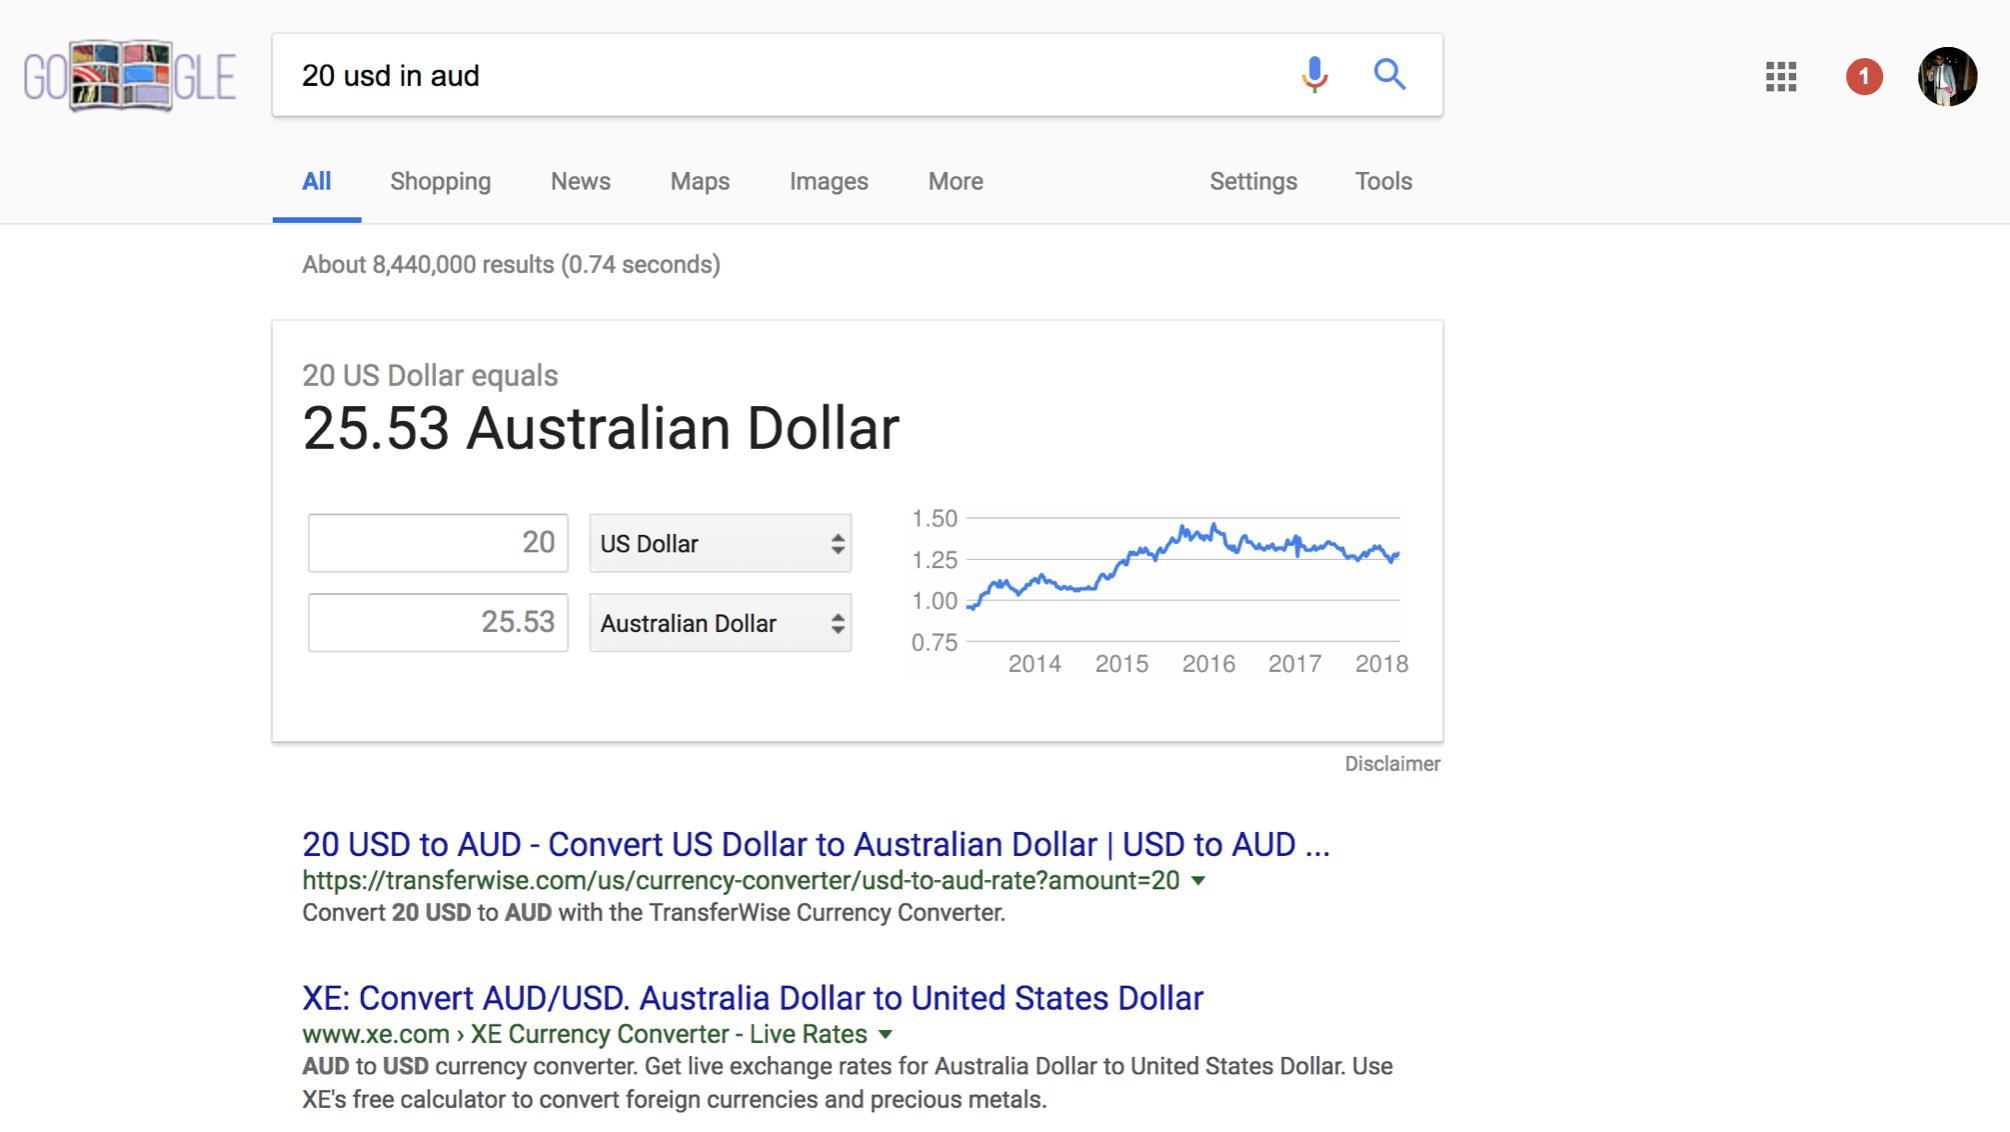 GO GLE
20 usd in aud
1
All Shopping News Maps Images More Settings Tools
About 8,440,000 results (0.74 seconds)
20 US Dollar equals
25.53 Australian Dollar
20 US Dollar
25.53 Australian Dollar
1.50
1.25
1.00
0.75
2014 2015 2016 2017 2018
Disclaimer
20 USD to AUD - Convert US Dollar to Australian Dollar | USD to AUD ...
https://transferwise.com/us/currency-converter/usd-to-aud-rate?amount=20
Convert 20 USD to AUD with the TransferWise Currency Converter.
XE: Convert AUD/USD. Australia Dollar to United States Dollar
www.xe.com › XE Currency Converter - Live Rates
AUD to USD currency converter. Get live exchange rates for Australia Dollar to United States Dollar. Use
XE's free calculator to convert foreign currencies and precious metals.